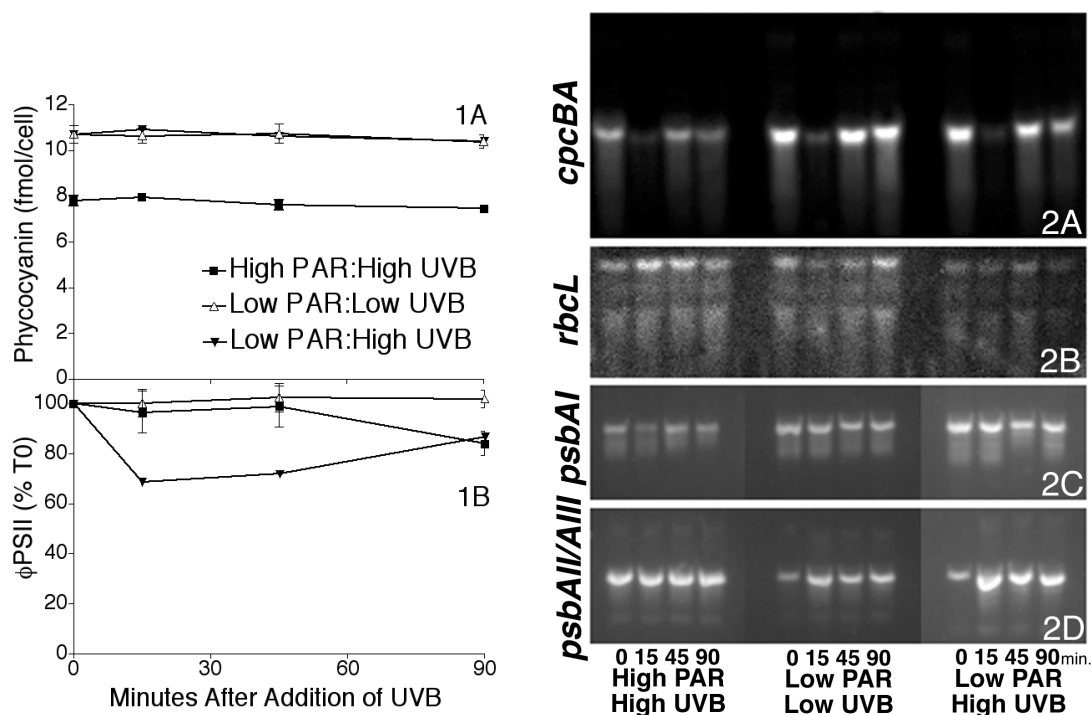 12
10
8
6
4
2
0
Phycocyanin (fmol/cell)
1A
High PAR:High UVB
Low PAR:Low UVB
Low PAR:High UVB
100
80
60
40
20
0
ϕPSII (% T0)
1B
0 30 60 90
Minutes After Addition of UVB
cpcBA
2A
rbcL
2B
psbAI
2C
psbAII/AIII
2D
0 15 45 90 0 15 45 90 0 15 45 90 min.
High PAR Low PAR Low PAR
High UVB Low UVB High UVB